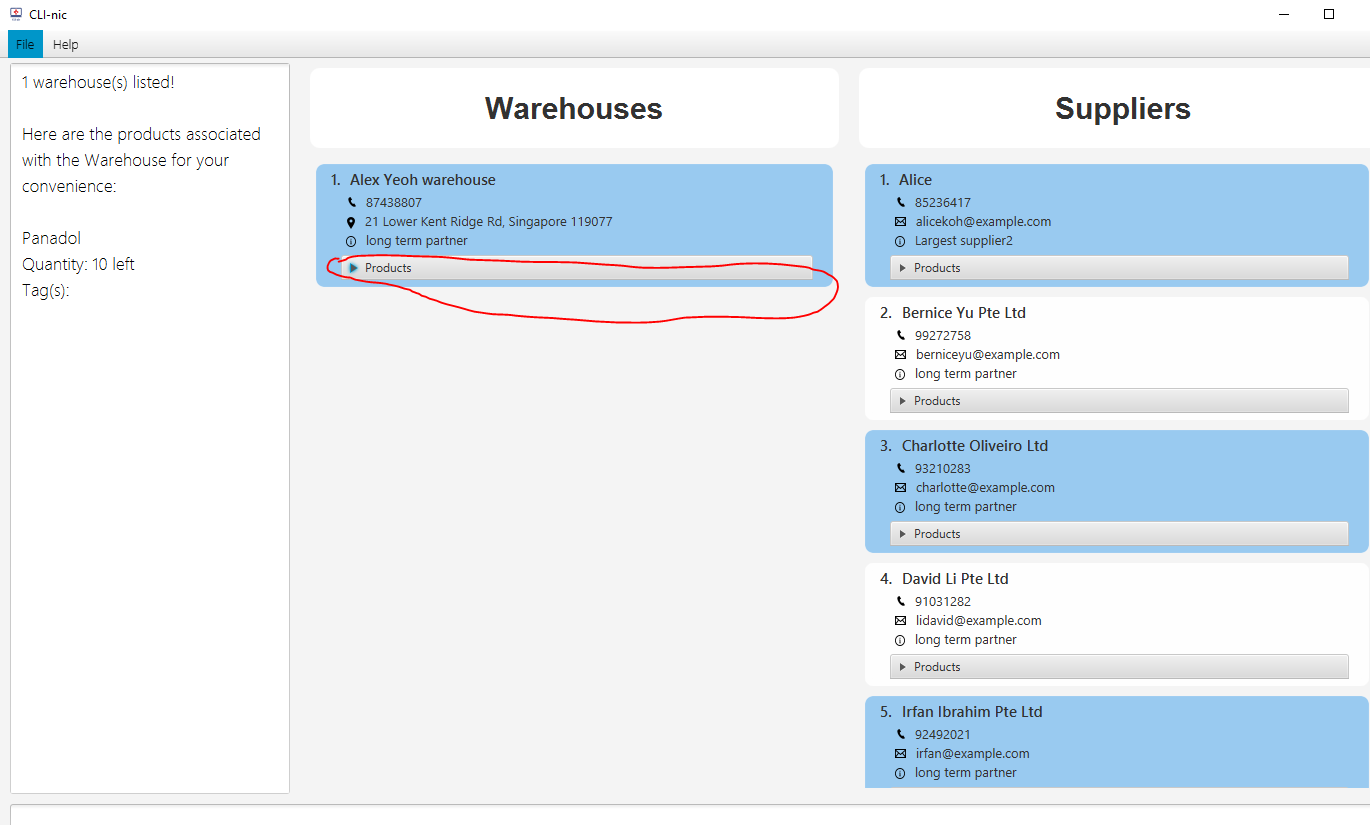 CLI-nic
File Help
1 warehouse(s) listed!
Here are the products associated
with the Warehouse for your
convenience:
Panadol
Quantity: 10 left
Tag(s):
Warehouses
1. Alex Yeoh warehouse
87438807
21 Lower Kent Ridge Rd, Singapore 119077
long term partner
Products
Suppliers
1. Alice
85236417
alicekoh@example.com
Largest supplier2
Products
2. Bernice Yu Pte Ltd
99272758
berniceyu@example.com
long term partner
Products
3. Charlotte Oliveiro Ltd
93210283
charlotte@example.com
long term partner
Products
4. David Li Pte Ltd
91031282
lidavid@example.com
long term partner
Products
5. Irfan Ibrahim Pte Ltd
92492021
irfan@example.com
long term partner